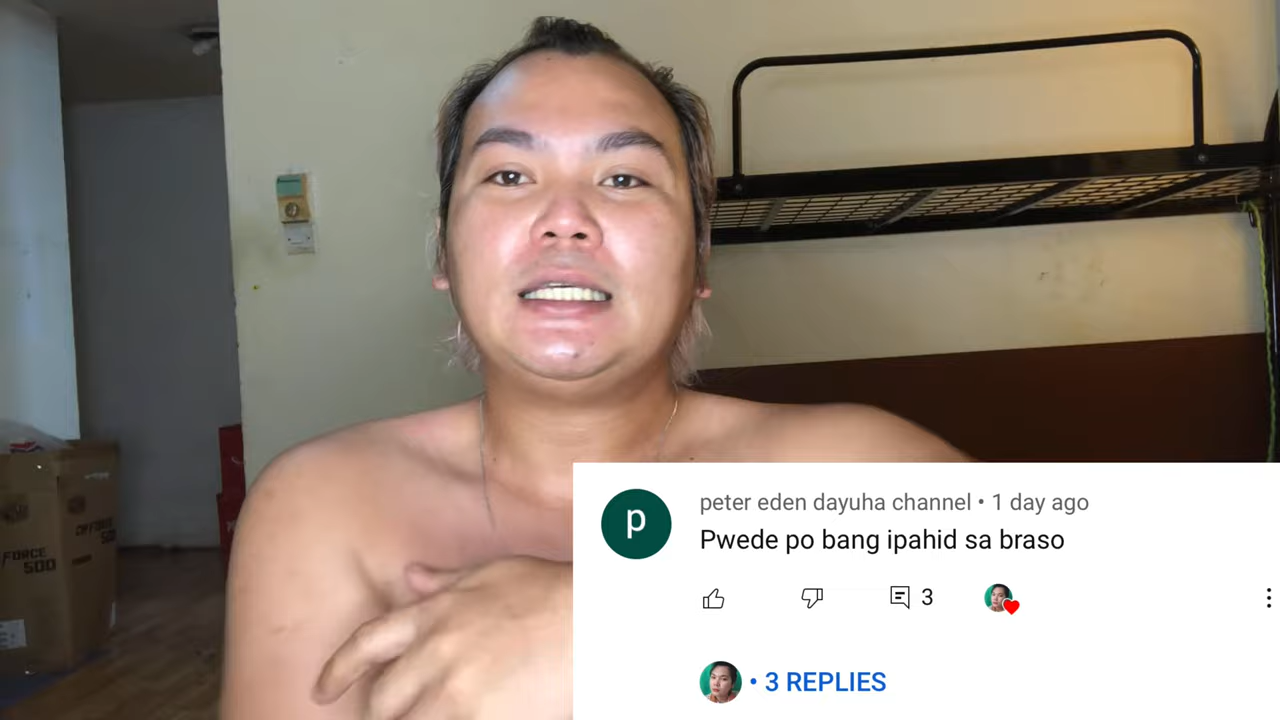 peter eden dayuha channel • 1 day ago
p
Pwede po bang ipahid sa braso
3
• 3 REPLIES
FORCE
500